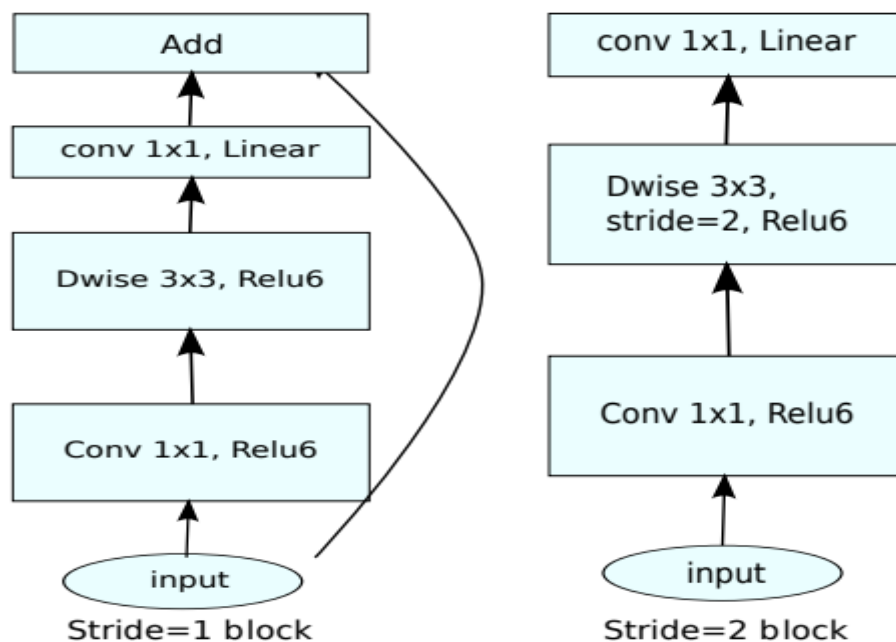 Add
conv 1x1, Linear
Dwise 3x3, Relu6
Conv 1x1, Relu6
input
Stride=1 block
conv 1x1, Linear
Dwise 3x3,
stride=2, Relu6
Conv 1x1, Relu6
input
Stride=2 block